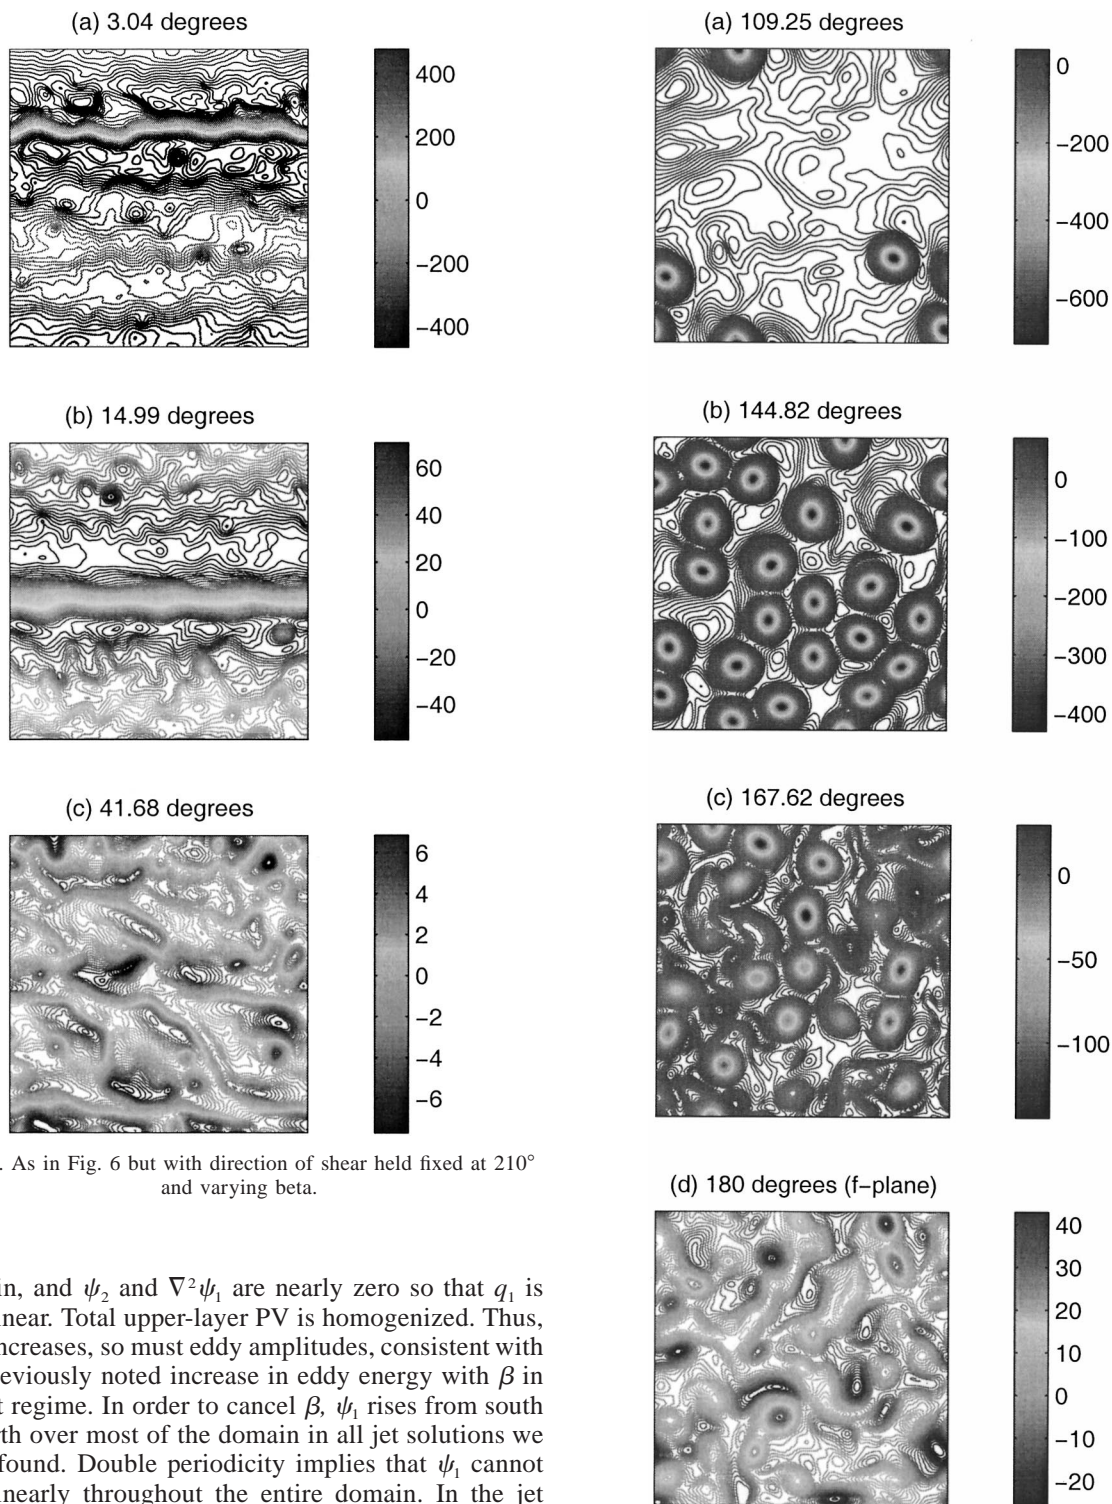 (a) 3.04 degrees
400
200
0
−200
−400
(b) 14.99 degrees
60
40
20
0
−20
−40
(c) 41.68 degrees
6
4
2
0
−2
−4
−6
. As in Fig. 6 but with direction of shear held fixed at 210°
and varying beta.
in, and ψ₂ and ∇²ψ₁ are nearly zero so that q₁ is
near. Total upper-layer PV is homogenized. Thus,
ncreases, so must eddy amplitudes, consistent with
eviously noted increase in eddy energy with β in
t regime. In order to cancel β, ψ₁ rises from south
rth over most of the domain in all jet solutions we
found. Double periodicity implies that ψ₁ cannot
inearly throughout the entire domain. In the jet
(a) 109.25 degrees
0
−200
−400
−600
(b) 144.82 degrees
0
−100
−200
−300
−400
(c) 167.62 degrees
0
−50
−100
(d) 180 degrees (f−plane)
40
30
20
10
0
−10
−20